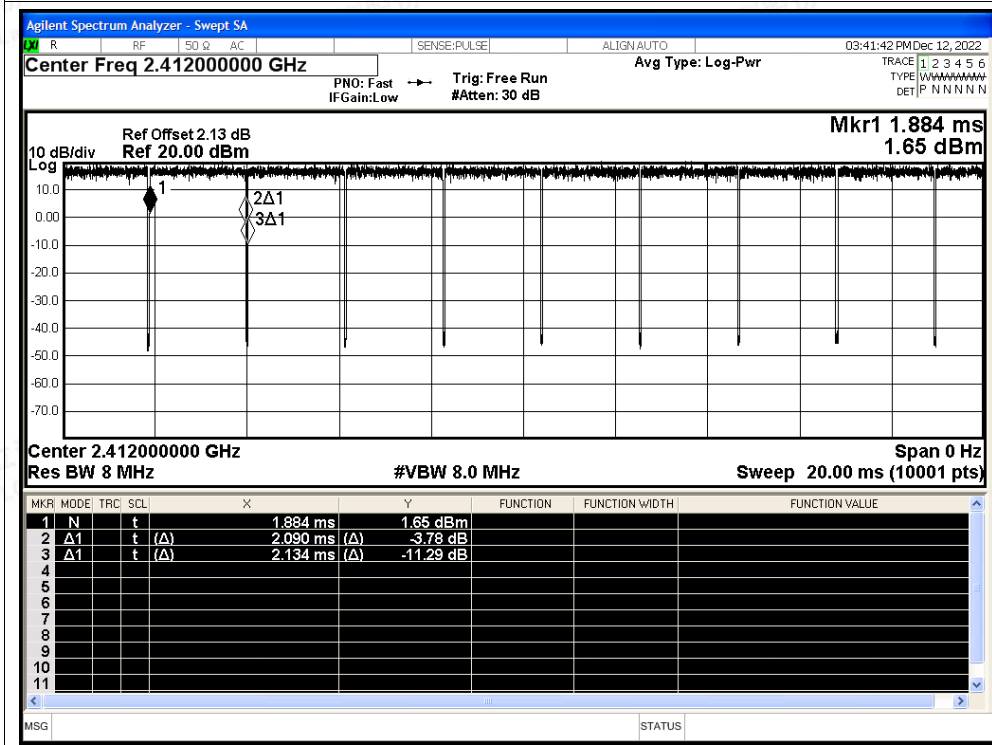 Agilent Spectrum Analyzer - Swept SA
LXI R RF 50 Ω AC SENSE:PULSE ALIGN AUTO 03:41:42 PM Dec 12, 2022
Center Freq 2.412000000 GHz Avg Type: Log-Pwr TRACE 1 2 3 4 5 6
PNO: Fast Trig: Free Run TYPE WWWWWW
IFGain:Low #Atten: 30 dB DET P N N N N N
Mkr1 1.884 ms
Ref Offset 2.13 dB
10 dB/div Ref 20.00 dBm 1.65 dBm
Log
10.0
1
2Δ1
0.00
3Δ1
-10.0
-20.0
-30.0
-40.0
-50.0
-60.0
-70.0
Center 2.412000000 GHz Span 0 Hz
Res BW 8 MHz #VBW 8.0 MHz Sweep 20.00 ms (10001 pts)
MKR MODE TRC SCL X Y FUNCTION FUNCTION WIDTH FUNCTION VALUE
1 N t 1.884 ms 1.65 dBm
2 Δ1 t (Δ) 2.090 ms (Δ) -3.78 dB
3 Δ1 t (Δ) 2.134 ms (Δ) -11.29 dB
4
5
6
7
8
9
10
11
MSG STATUS